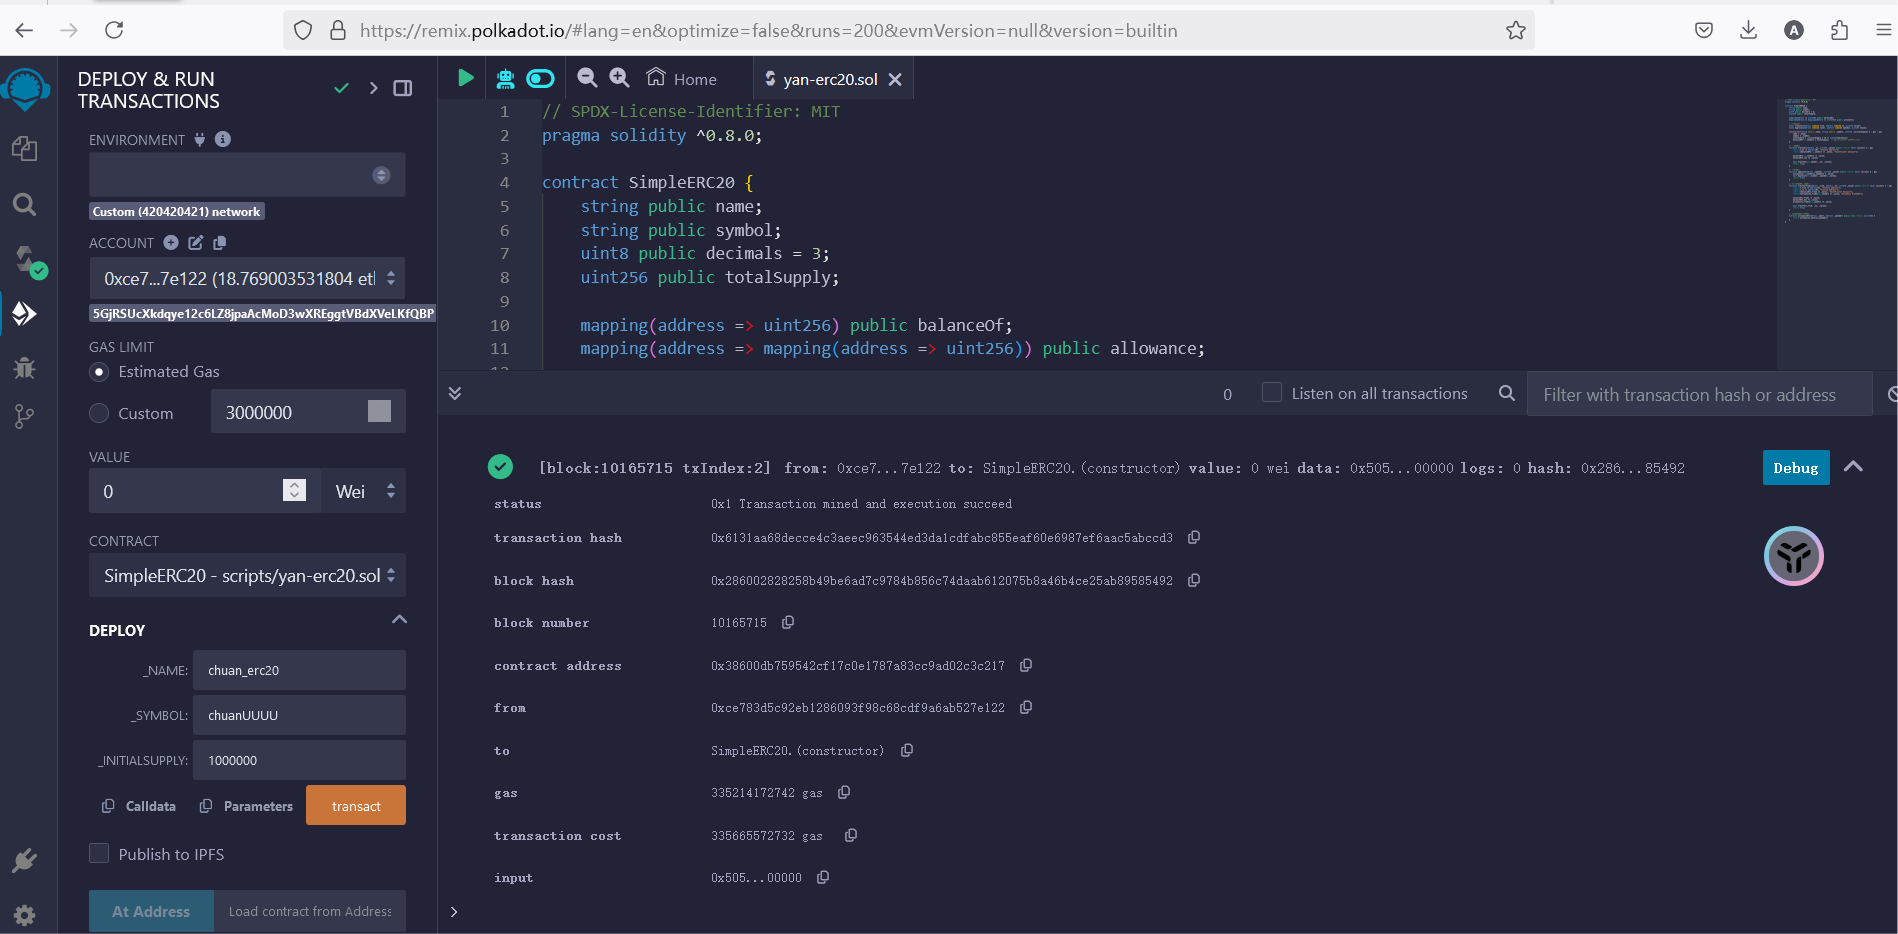 https://remix.polkadot.io/#lang=en&optimize=false&runs=200&evmVersion=null&version=builtin
A
DEPLOY & RUN
TRANSACTIONS
ENVIRONMENT
Custom (420420421) network
ACCOUNT
0xce7...7e122 (18.769003531804 etl
5GjRSUcXkdqye12c6LZ8jpaAcMoD3wXREggtVBdXVeLKfQBP
GAS LIMIT
Estimated Gas
Custom
3000000
VALUE
0
Wei
CONTRACT
SimpleERC20 - scripts/yan-erc20.sol
DEPLOY
_NAME:
chuan_erc20
_SYMBOL:
chuanUUUU
_INITIALSUPPLY:
1000000
Calldata
Parameters
transact
Publish to IPFS
At Address
Load contract from Address
Home
yan-erc20.sol
1 // SPDX-License-Identifier: MIT
2 pragma solidity ^0.8.0;
3
4 contract SimpleERC20 {
5 string public name;
6 string public symbol;
7 uint8 public decimals = 3;
8 uint256 public totalSupply;
9
10 mapping(address => uint256) public balanceOf;
11 mapping(address => mapping(address => uint256)) public allowance;
0
Listen on all transactions
Filter with transaction hash or address
[block:10165715 txIndex:2] from: 0xce7...7e122 to: SimpleERC20.(constructor) value: 0 wei data: 0x505...00000 logs: 0 hash: 0x286...85492
Debug
status 0x1 Transaction mined and execution succeed
transaction hash 0x6131aa68decce4c3aeec963544ed3da1cdfabc855eaf60e6987ef6aac5abccd3
block hash 0x286002828258b49be6ad7c9784b856c74daab612075b8a46b4ce25ab89585492
block number 10165715
contract address 0x38600db759542cf17c0e1787a83cc9ad02c3c217
from 0xce783d5c92eb1286093f98c68cdf9a6ab527e122
to SimpleERC20.(constructor)
gas 335214172742 gas
transaction cost 335665572732 gas
input 0x505...00000